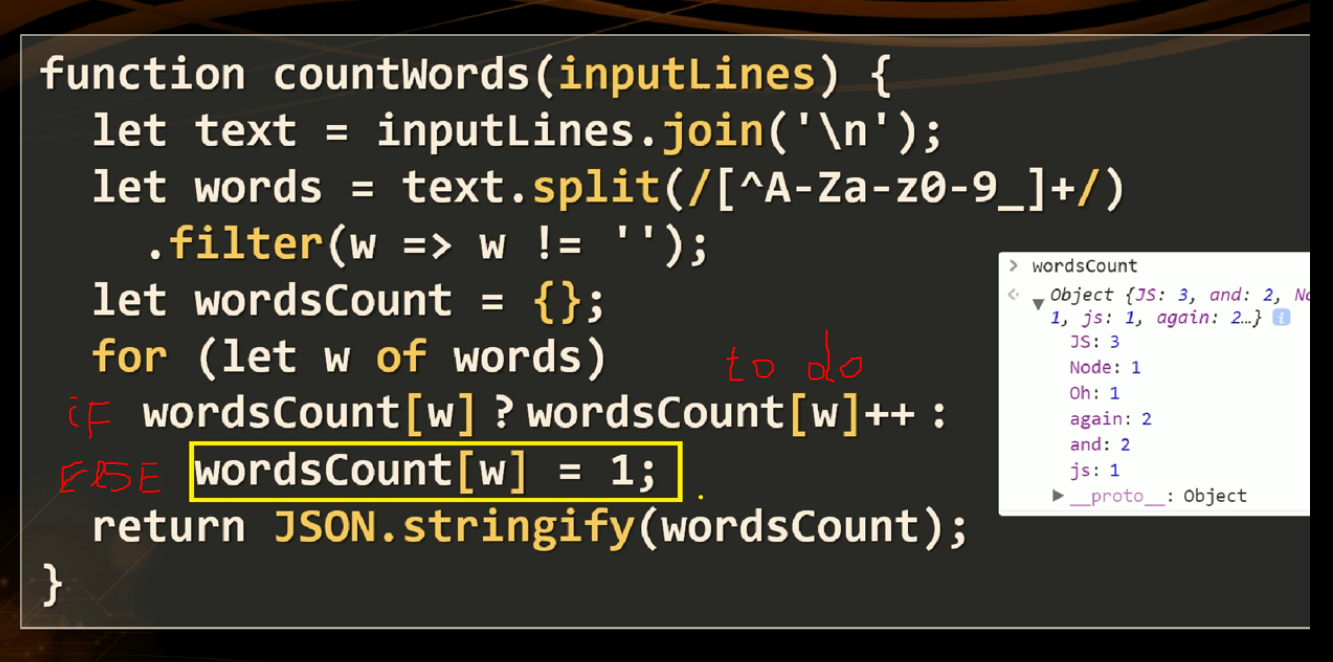 function countWords(inputLines) {
let text = inputLines.join('\n');
let words = text.split(/[^A-Za-z0-9_]+/)
.filter(w => w != '');
let wordsCount = {};
for (let w of words)
to do
iF wordsCount[w] ? wordsCount[w]++ :
ElSE wordsCount[w] = 1;
return JSON.stringify(wordsCount);
}
> wordsCount
Object {JS: 3, and: 2,
1, js: 1, again: 2…}
JS: 3
Node: 1
Oh: 1
again: 2
and: 2
js: 1
__proto__: Object